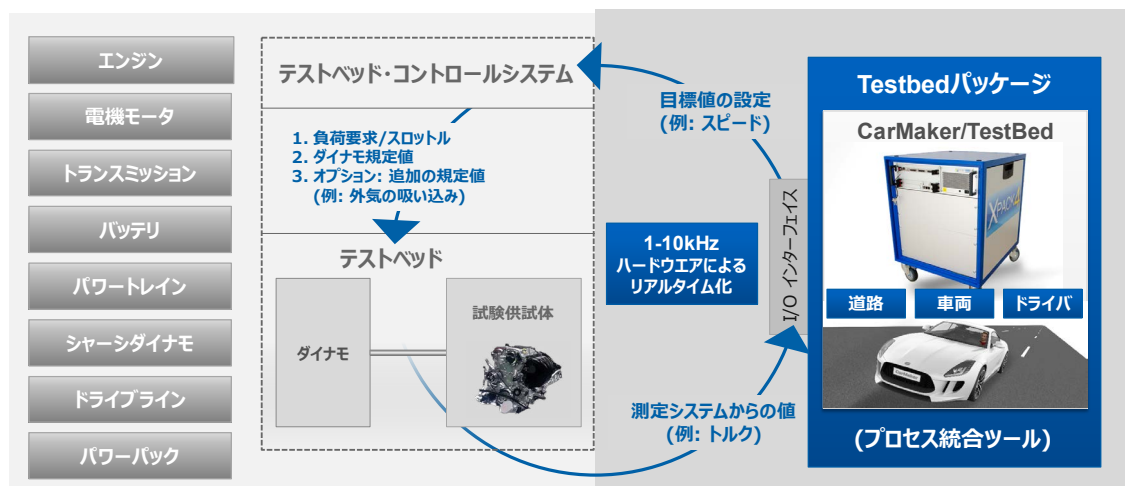 エンジン
電機モータ
トランスミッション
バッテリ
パワートレイン
シャーシダイナモ
ドライブライン
パワーパック
テストベッド・コントロールシステム
1. 負荷要求/スロットル
2. ダイナモ規定値
3. オプション: 追加の規定値
(例: 外気の吸い込み)
テストベッド
ダイナモ
試験供試体
目標値の設定
(例: スピード)
1-10kHz
ハードウエアによる
リアルタイム化
I/O インターフェイス
測定システムからの値
(例: トルク)
Testbedパッケージ
CarMaker/TestBed
XPACK4
道路
車両
ドライバ
CarMaker
(プロセス統合ツール)